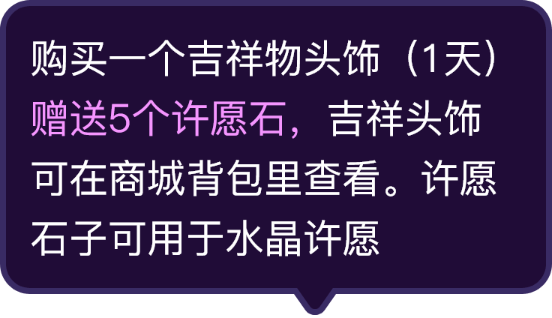 购买一个吉祥物头饰（1天）
赠送5个许愿石，吉祥头饰
可在商城背包里查看。许愿
石子可用于水晶许愿